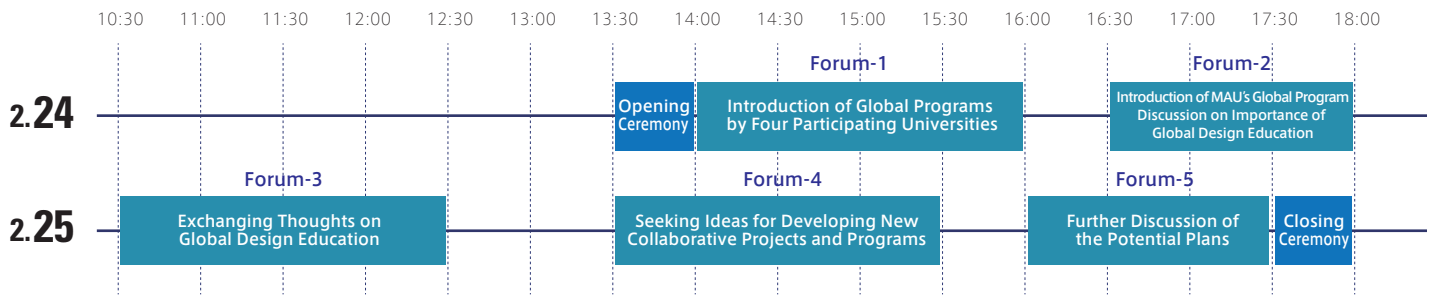 10:30 11:00 11:30 12:00 12:30 13:00 13:30 14:00 14:30 15:00 15:30 16:00 16:30 17:00 17:30 18:00
Forum-1 Forum-2
2.24
Opening
Ceremony
Introduction of Global Programs
by Four Participating Universities
Introduction of MAU's Global Program
Discussion on Importance of
Global Design Education
Forum-3 Forum-4 Forum-5
2.25
Exchanging Thoughts on
Global Design Education
Seeking Ideas for Developing New
Collaborative Projects and Programs
Further Discussion of
the Potential Plans
Closing
Ceremony